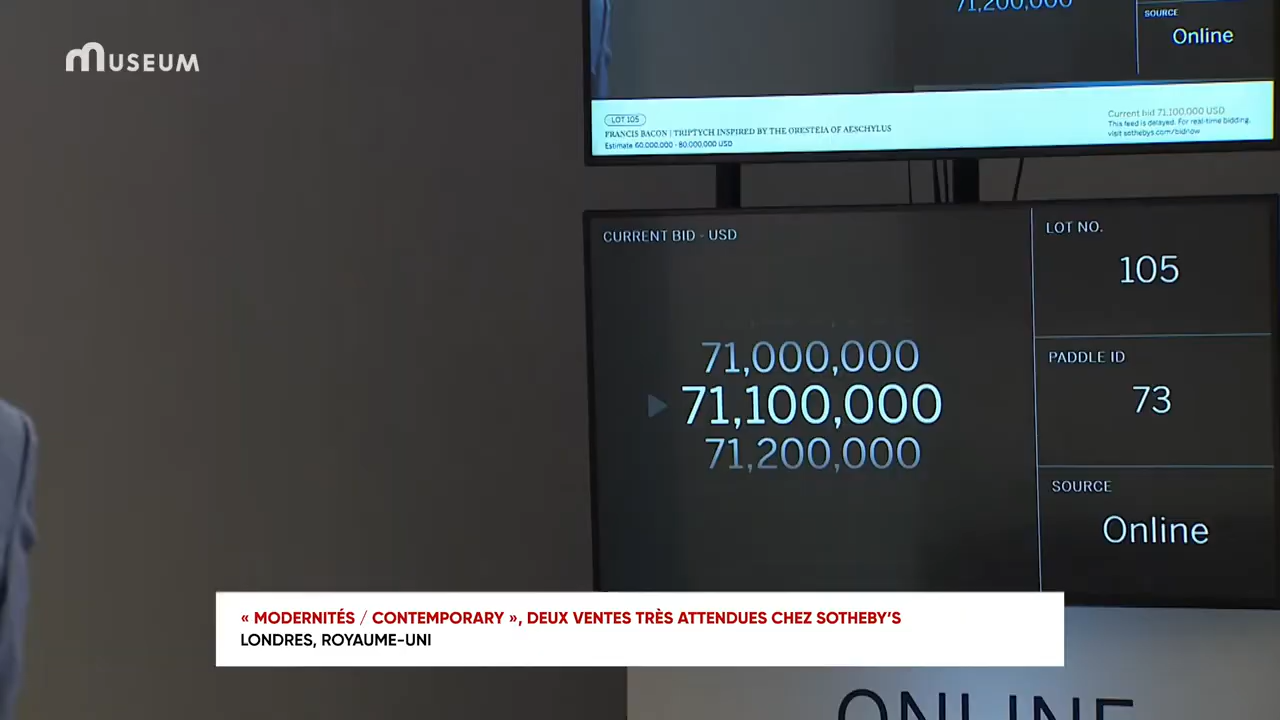 MUSEUM
71,200,000
SOURCE
Online
LOT 105
FRANCIS BACON | TRIPTYCH INSPIRED BY THE ORESTEIA OF AESCHYLUS
Estimate 60,000,000 - 80,000,000 USD
Current bid 71,100,000 USD
This feed is delayed. For real-time bidding,
visit sothebys.com/bidnow
CURRENT BID - USD
71,000,000
71,100,000
71,200,000
LOT NO.
105
PADDLE ID
73
SOURCE
Online
« MODERNITÉS / CONTEMPORARY », DEUX VENTES TRÈS ATTENDUES CHEZ SOTHEBY'S
LONDRES, ROYAUME-UNI
ONLINE